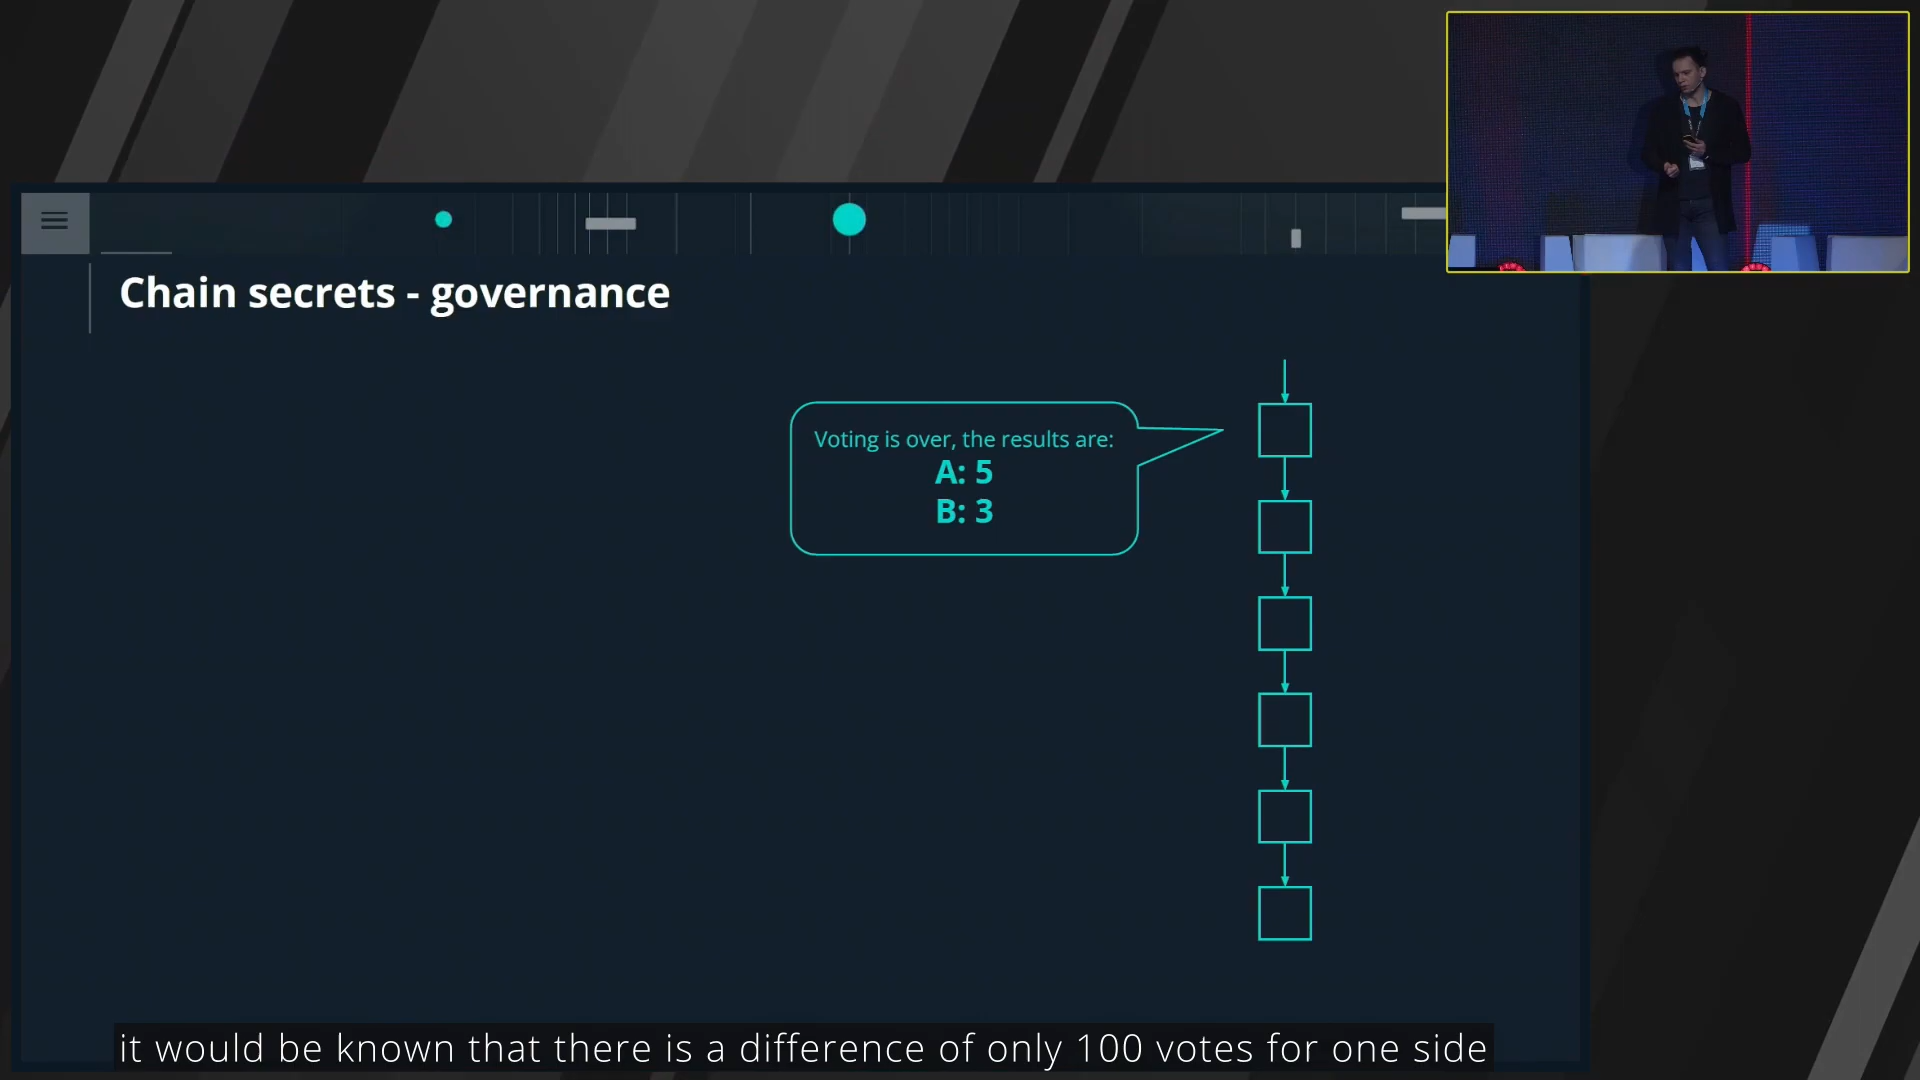 Chain secrets - governance
Voting is over, the results are:
A: 5
B: 3
it would be known that there is a difference of only 100 votes for one side